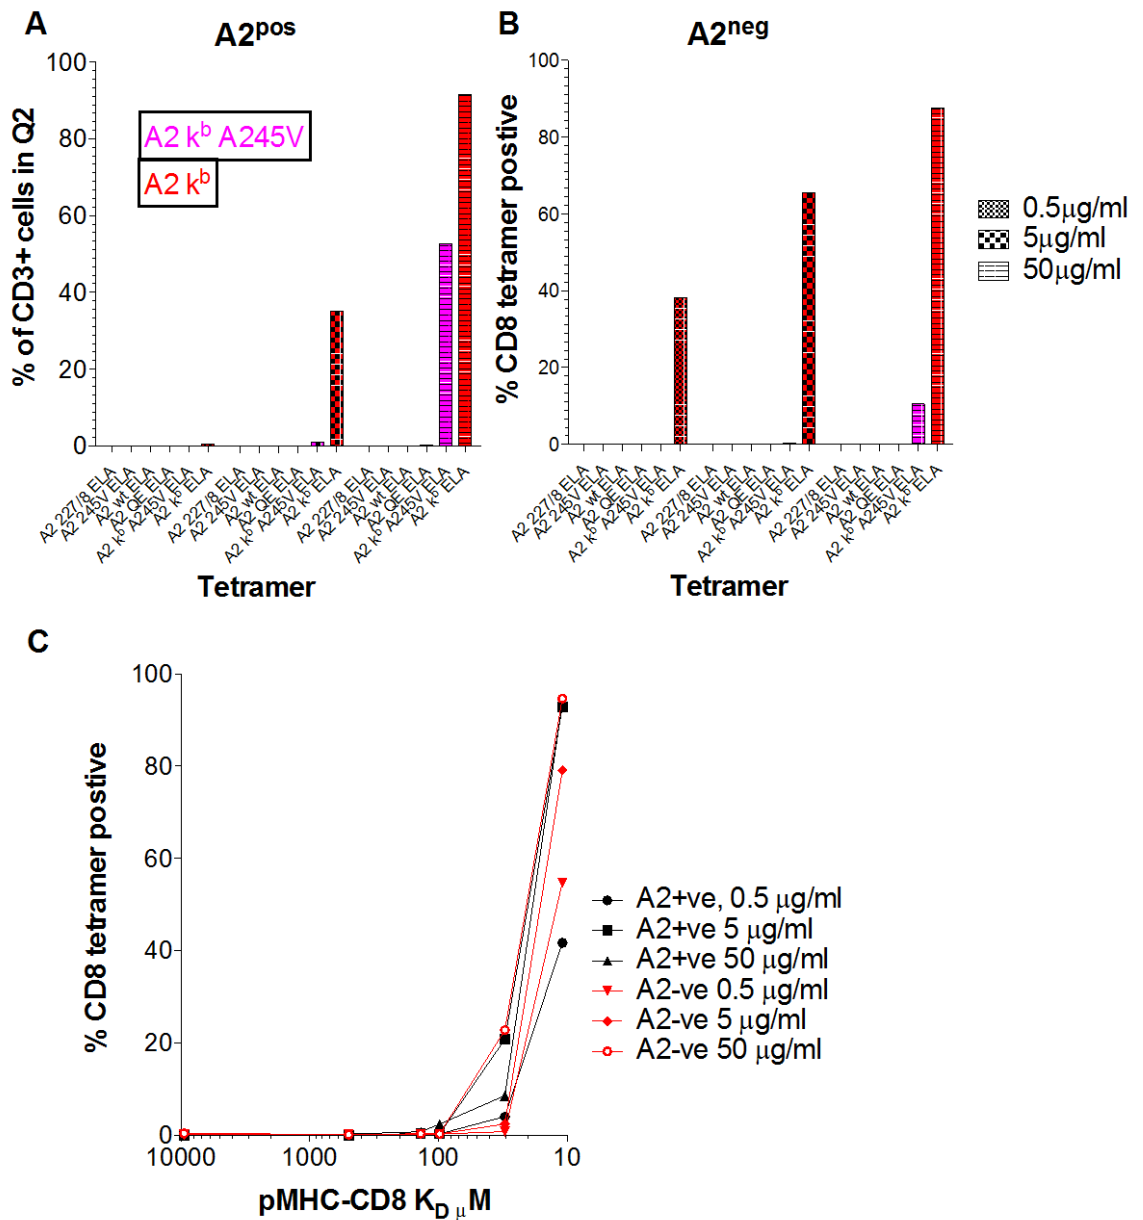 A
A2pos
% of CD3+ cells in Q2
100
80
60
40
20
0
A2 kb A245V
A2 kb
A2 227/8 ELA
A2 245V ELA
A2 wt ELA
A2 QE ELA
A2 kb A245V ELA
A2 kb ELA
A2 227/8 ELA
A2 245V ELA
A2 wt ELA
A2 QE ELA
A2 kb A245V ELA
A2 kb ELA
A2 227/8 ELA
A2 245V ELA
A2 wt ELA
A2 QE ELA
A2 kb A245V ELA
A2 kb ELA
Tetramer
B
A2neg
% CD8 tetramer postive
100
80
60
40
20
0
A2 227/8 ELA
A2 245V ELA
A2 wt ELA
A2 QE ELA
A2 kb A245V ELA
A2 kb ELA
A2 227/8 ELA
A2 245V ELA
A2 wt ELA
A2 QE ELA
A2 kb A245V ELA
A2 kb ELA
A2 227/8 ELA
A2 245V ELA
A2 wt ELA
A2 QE ELA
A2 kb A245V ELA
A2 kb ELA
Tetramer
0.5µg/ml
5µg/ml
50µg/ml
C
% CD8 tetramer postive
100
80
60
40
20
0
10000
1000
100
10
pMHC-CD8 KD µM
A2+ve, 0.5 µg/ml
A2+ve 5 µg/ml
A2+ve 50 µg/ml
A2-ve 0.5 µg/ml
A2-ve 5 µg/ml
A2-ve 50 µg/ml